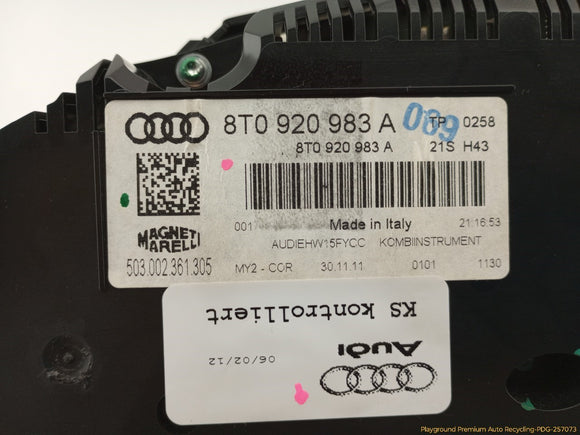 8T0 920 983 A
089
TP 0258
8T0 920 983 A 21S H43
MAGNETI
MARELLI
001 Made in Italy 21:16:53
AUDIEHW15FYCC KOMBIINSTRUMENT
503.002.361.305
MY2 - COR 30.11.11 0101 1130
KS kontrolliert
06/02/12
Audi
Playground Premium Auto Recycling-PDG-257073